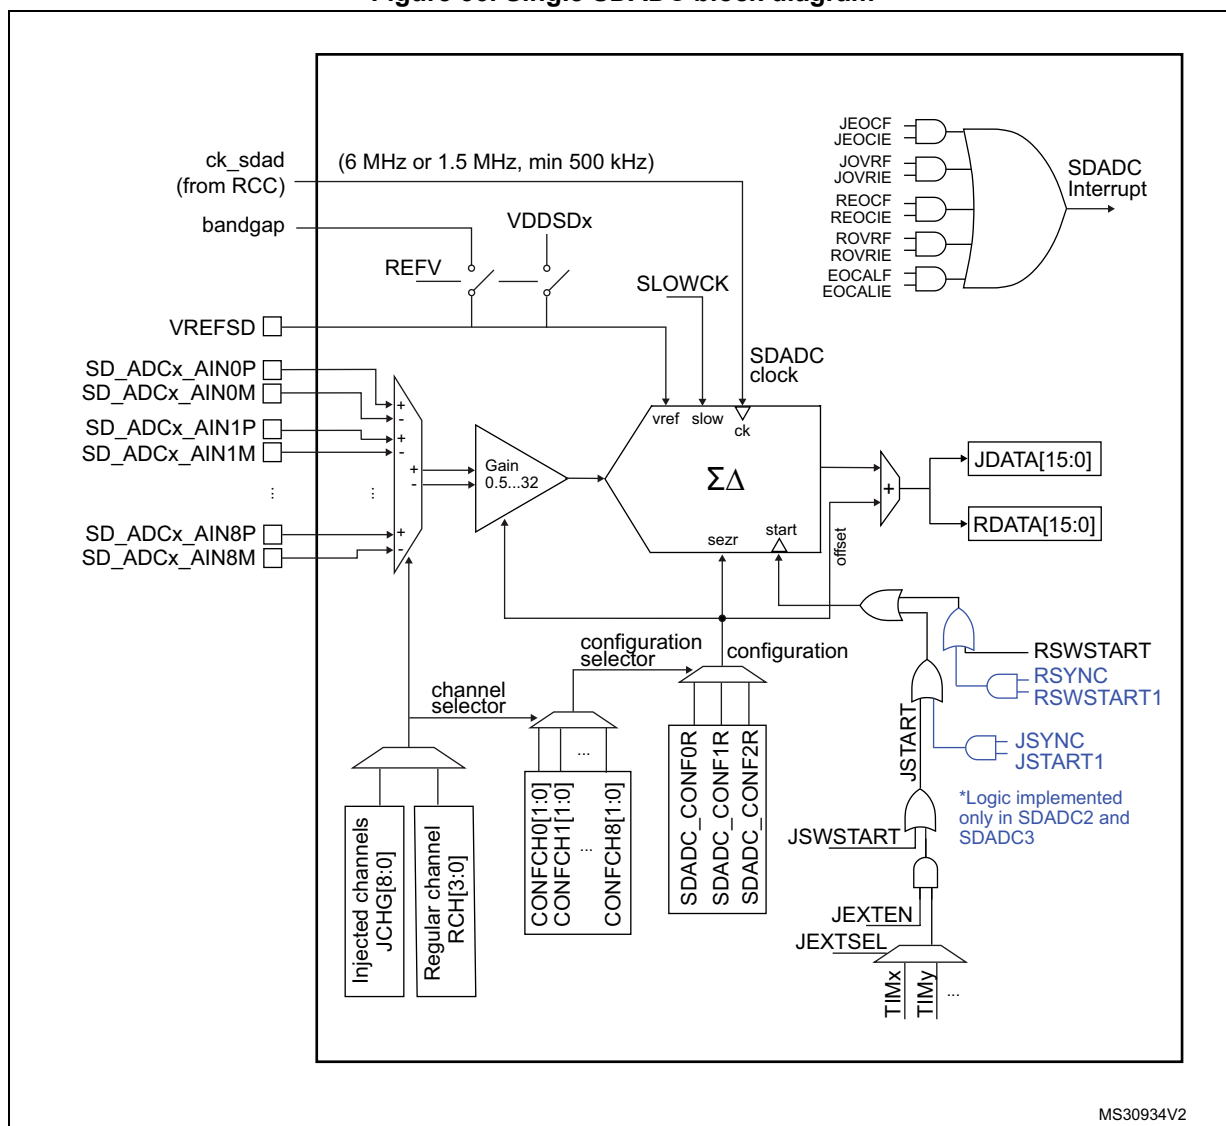 JEOCF
JEOCIE
JOVRF
JOVRIE
REOCF
REOCIE
ROVRF
ROVRIE
EOCALF
EOCALIE
SDADC
Interrupt
ck_sdad
(from RCC)
(6 MHz or 1.5 MHz, min 500 kHz)
bandgap
VDDSDx
REFV
SLOWCK
VREFSD
SDADC
clock
SD_ADCx_AIN0P
SD_ADCx_AIN0M
SD_ADCx_AIN1P
SD_ADCx_AIN1M
...
...
SD_ADCx_AIN8P
SD_ADCx_AIN8M
+
-
+
-
+
-
+
-
Gain
0.5...32
vref slow
ck
ΣΔ
sezr
start
offset
+
JDATA[15:0]
RDATA[15:0]
configuration
selector
configuration
channel
selector
Injected channels
JCHG[8:0]
Regular channel
RCH[3:0]
...
CONFCH0[1:0]
CONFCH1[1:0]
...
CONFCH8[1:0]
SDADC_CONF0R
SDADC_CONF1R
SDADC_CONF2R
RSWSTART
RSYNC
RSWSTART1
JSTART
JSYNC
JSTART1
*Logic implemented
only in SDADC2 and
SDADC3
JSWSTART
JEXTEN
JEXTSEL
TIMx
TIMy
...
MS30934V2